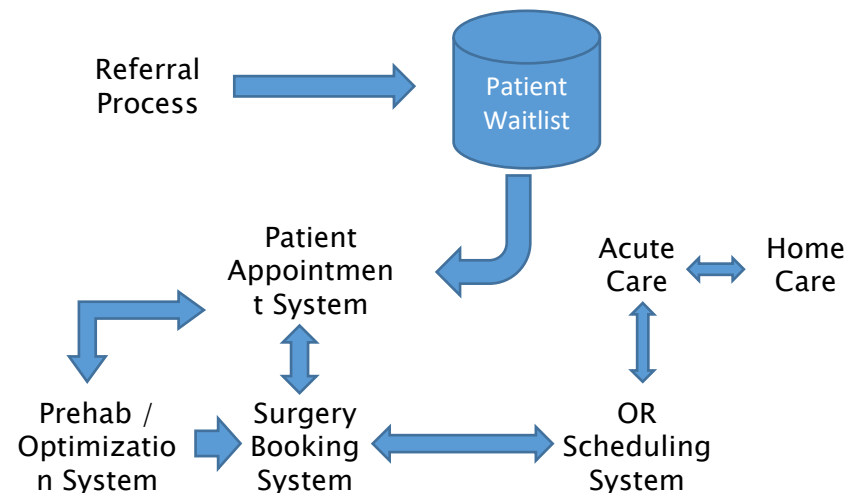 Referral
Process
Patient
Waitlist
Patient
Appointmen
t System
Acute
Care
Home
Care
Prehab /
Optimizatio
n System
Surgery
Booking
System
OR
Scheduling
System